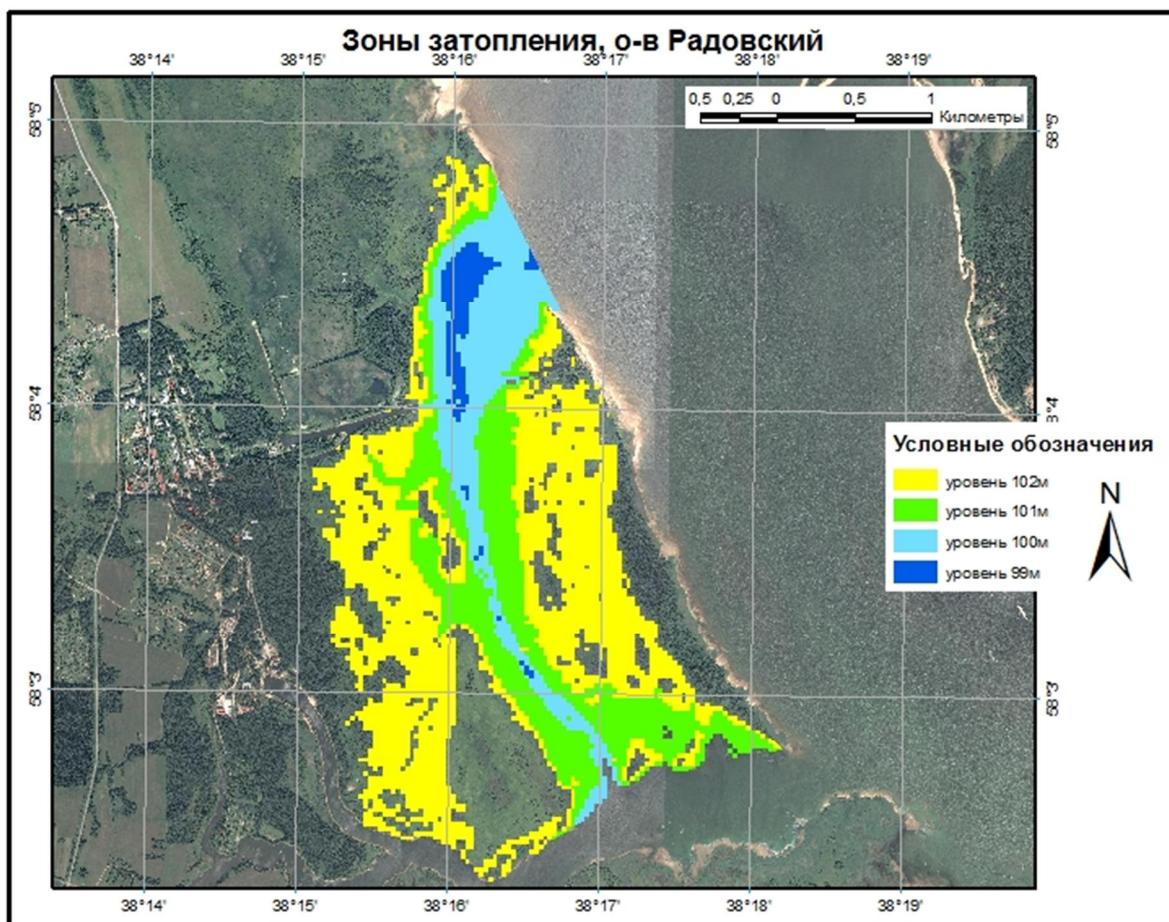 Зоны затопления, о-в Радовский
38°14' 38°15' 38°16' 38°17' 38°18' 38°19'
0,5 0,25 0 0,5 1
Километры
58°5' 58°5'
58°4' 58°4'
Условные обозначения
уровень 102м
N
уровень 101м
уровень 100м
уровень 99м
58°3' 58°3'
38°14' 38°15' 38°16' 38°17' 38°18' 38°19'